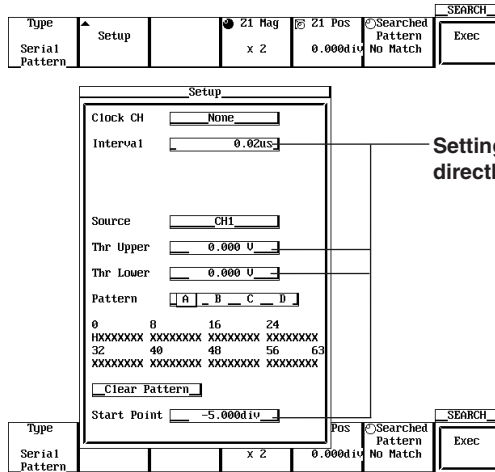 SEARCH
Type
Serial Pattern
Setup
Z1 Mag
x 2
Z1 Pos
0.000div
Searched Pattern
No Match
Exec
Setup
Clock CH None
Interval 0.02us
Setting
directl
Source CH1
Thr Upper 0.000 V
Thr Lower 0.000 V
Pattern A B C D
0 8 16 24
HXXXXXXX XXXXXXXX XXXXXXXX XXXXXXXX
32 40 48 56 63
XXXXXXXX XXXXXXXX XXXXXXXX XXXXXXXX
Clear Pattern
Start Point -5.000div
SEARCH
Type
Serial Pattern
x 2
Pos
0.000div
Searched Pattern
No Match
Exec